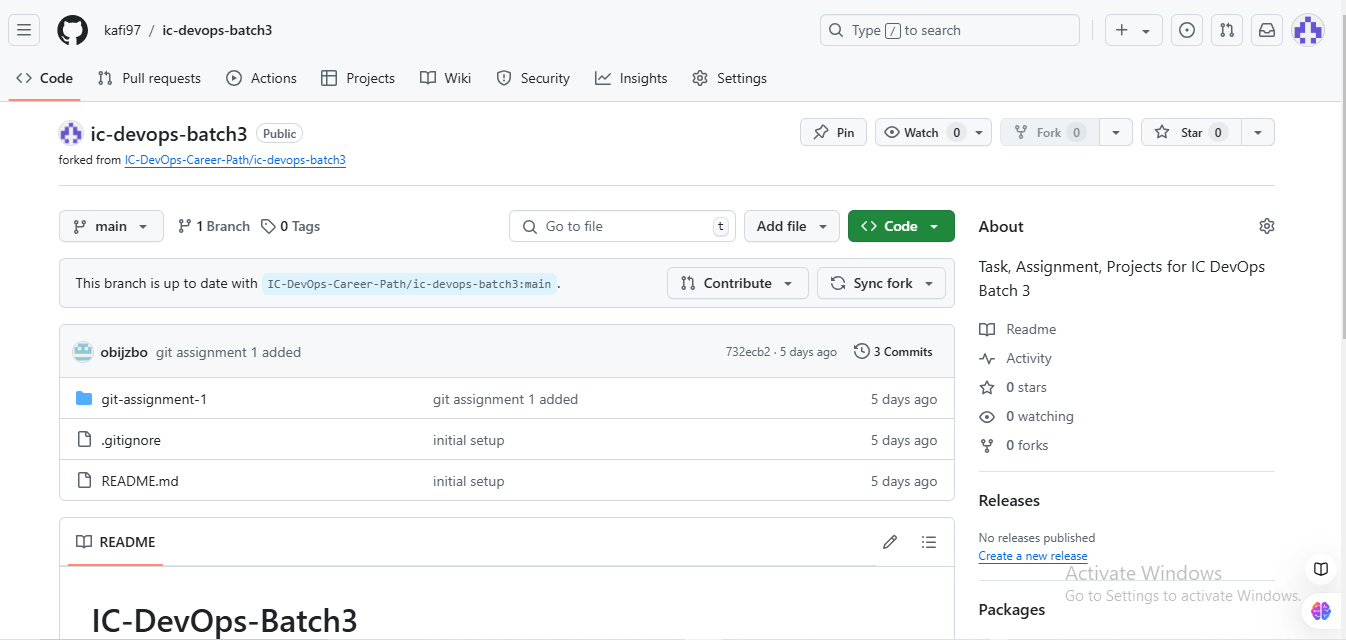 kafi97 / ic-devops-batch3
Type / to search
Code
Pull requests
Actions
Projects
Wiki
Security
Insights
Settings
ic-devops-batch3 Public
Pin
Watch 0
Fork 0
Star 0
forked from IC-DevOps-Career-Path/ic-devops-batch3
main
1 Branch
0 Tags
Go to file t
Add file
Code
This branch is up to date with IC-DevOps-Career-Path/ic-devops-batch3:main .
Contribute
Sync fork
obijzbo git assignment 1 added 732ecb2 · 5 days ago 3 Commits
git-assignment-1 git assignment 1 added 5 days ago
.gitignore initial setup 5 days ago
README.md initial setup 5 days ago
README
IC-DevOps-Batch3
About
Task, Assignment, Projects for IC DevOps
Batch 3
Readme
Activity
0 stars
0 watching
0 forks
Releases
No releases published
Create a new release
Activate Windows
Go to Settings to activate Windows.
Packages